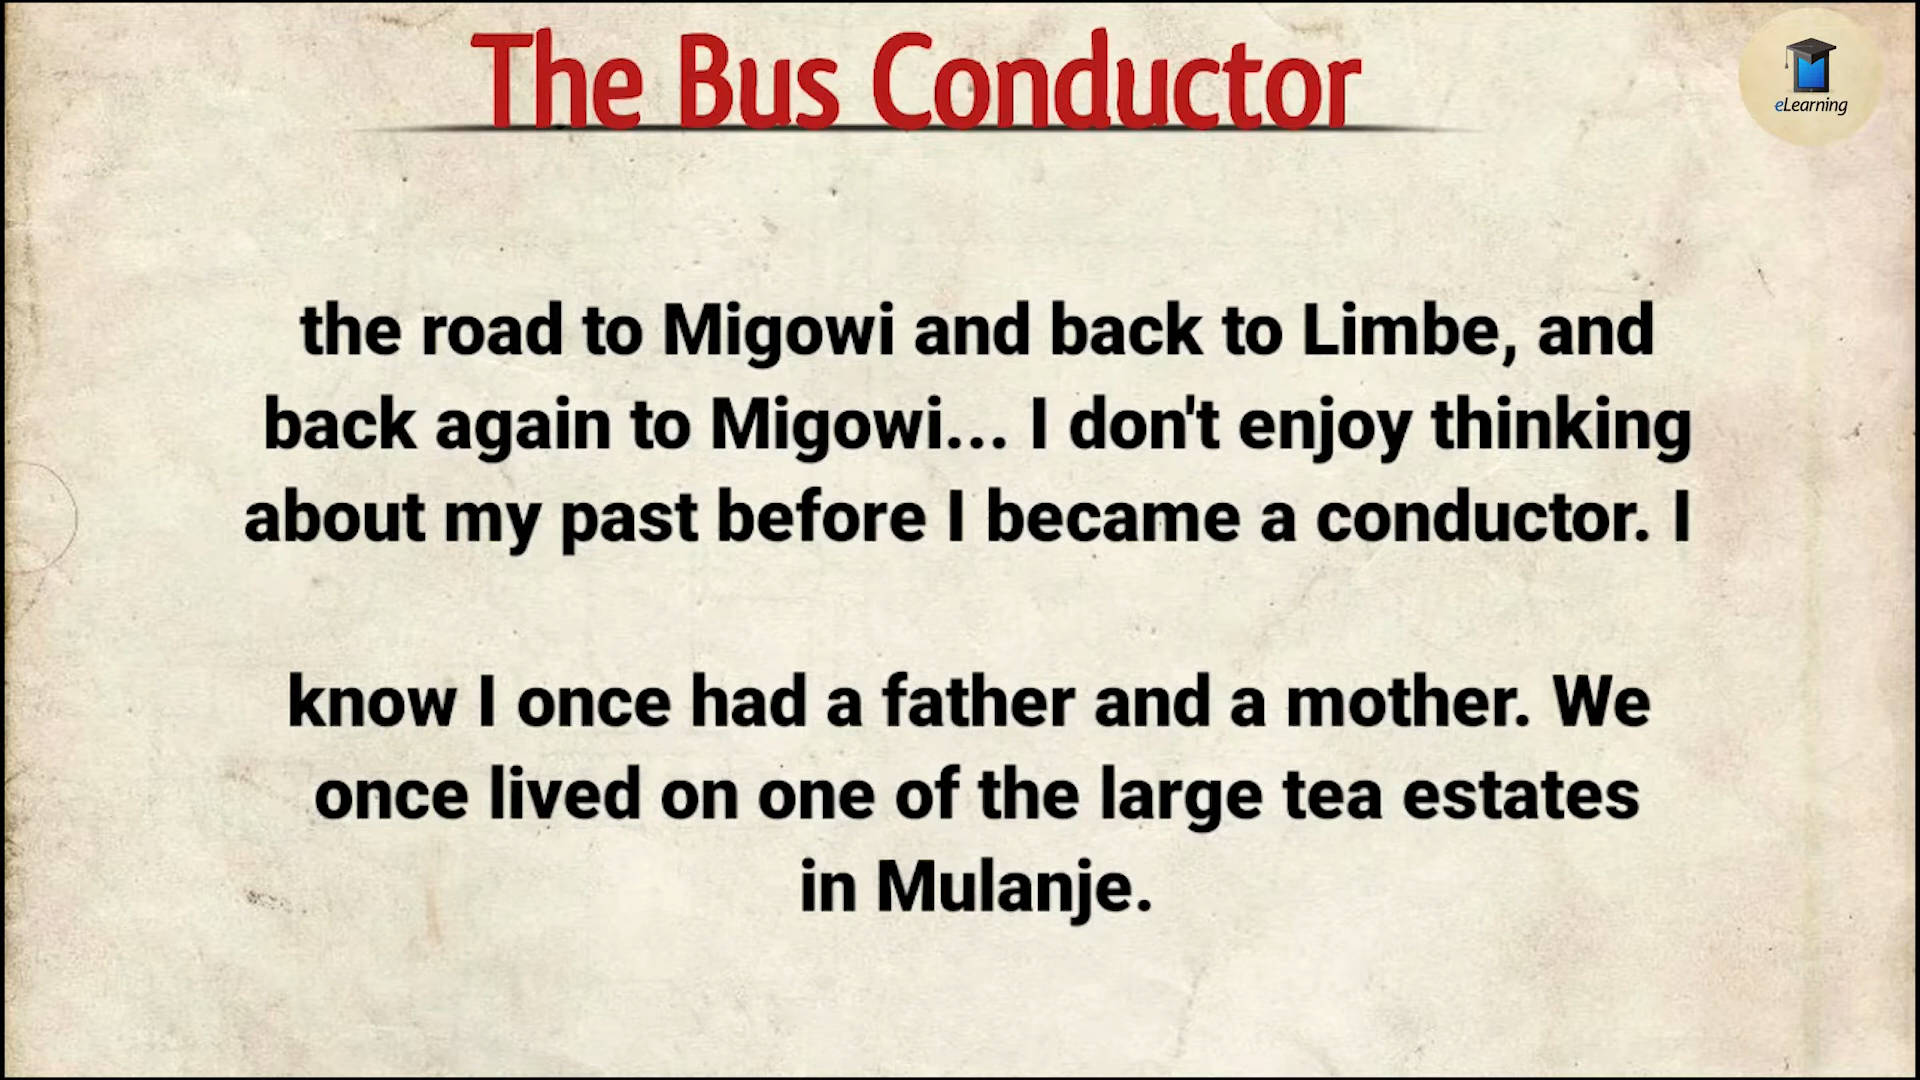 The Bus Conductor
eLearning
the road to Migowi and back to Limbe, and
back again to Migowi... I don't enjoy thinking
about my past before I became a conductor. I
know I once had a father and a mother. We
once lived on one of the large tea estates
in Mulanje.